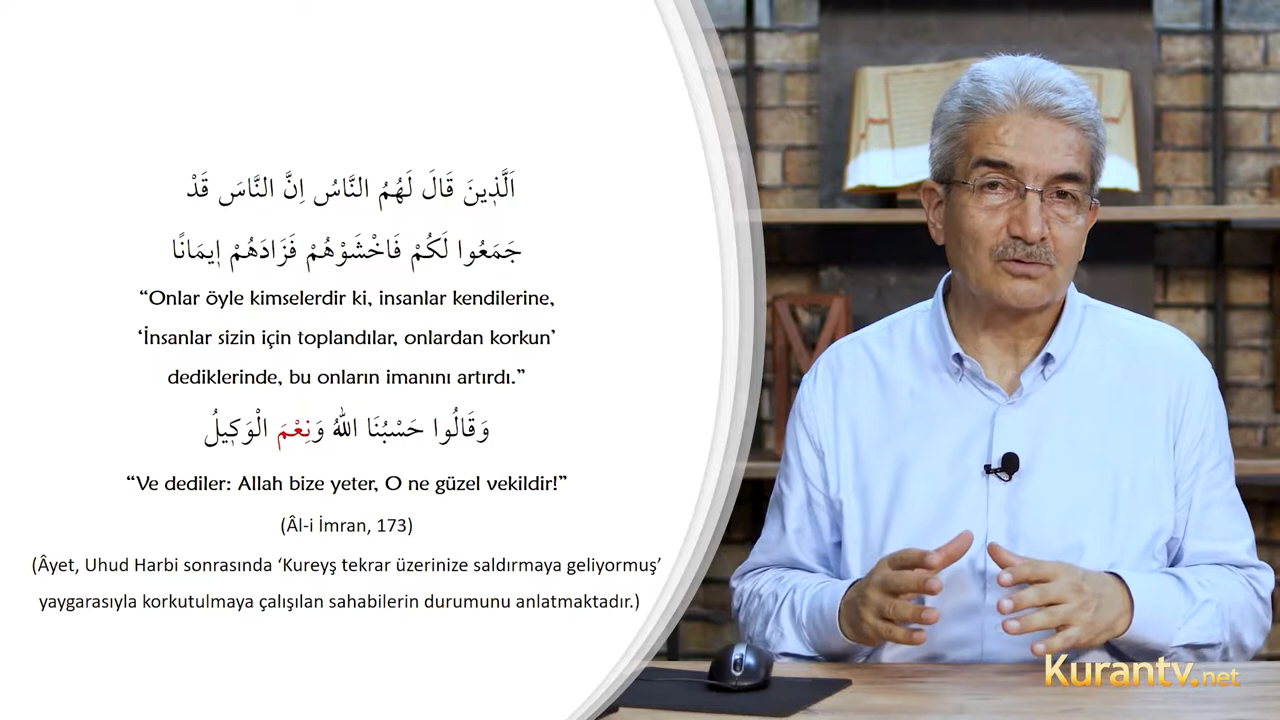 اَلَّذ۪ينَ قَالَ لَهُمُ النَّاسُ اِنَّ النَّاسَ قَدْ
جَمَعُوا لَكُمْ فَاخْشَوْهُمْ فَزَادَهُمْ ا۪يمَانًا
“Onlar öyle kimselerdir ki, insanlar kendilerine,
‘İnsanlar sizin için toplandılar, onlardan korkun’
dediklerinde, bu onların imanını artırdı.”
وَقَالُوا حَسْبُنَا اللّٰهُ وَنِعْمَ الْوَك۪يلُ
“Ve dediler: Allah bize yeter, O ne güzel vekildir!”
(Âl-i İmran, 173)
(Âyet, Uhud Harbi sonrasında ‘Kureyş tekrar üzerinize saldırmaya geliyormuş’
yaygarasıyla korkutulmaya çalışılan sahabilerin durumunu anlatmaktadır.)
Kurantv.net